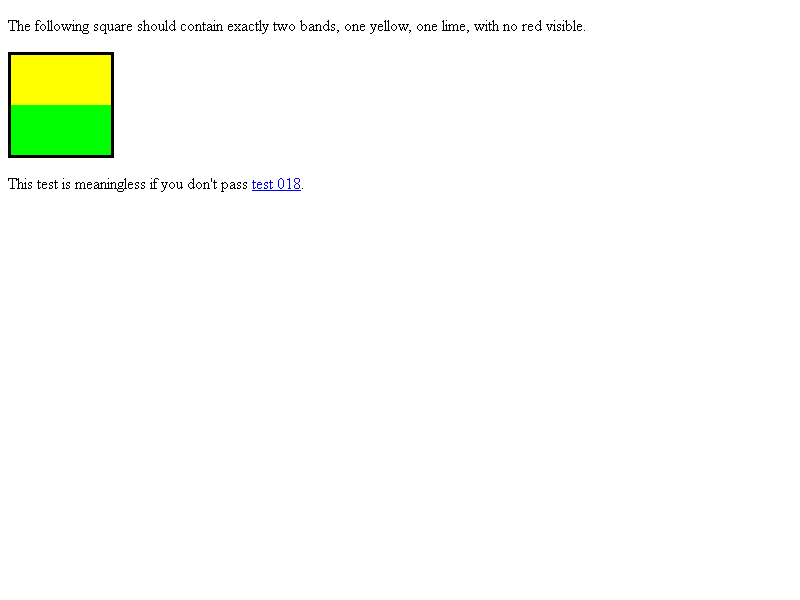 The following square should contain exactly two bands, one yellow, one lime, with no red visible.
This test is meaningless if you don't pass test 018.